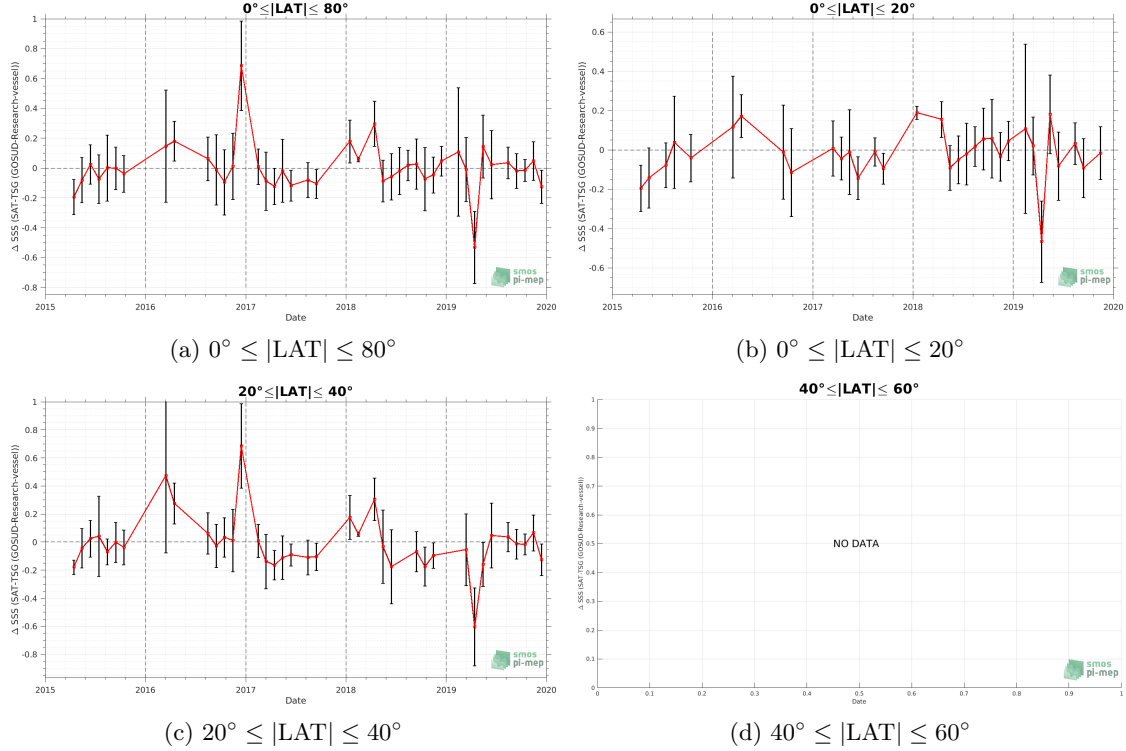 0°≤|LAT|≤ 80°
1
0.8
0.6
0.4
0.2
0
-0.2
-0.4
-0.6
-0.8
2015
2016
2017
2018
2019
2020
Date
Δ SSS (SAT-TSG (GOSUD-Research-vessel))
smos
pi-mep
(a) 0° ≤ |LAT| ≤ 80°
0°≤|LAT|≤ 20°
0.6
0.4
0.2
0
-0.2
-0.4
-0.6
2015
2016
2017
2018
2019
2020
Date
Δ SSS (SAT-TSG (GOSUD-Research-vessel))
smos
pi-mep
(b) 0° ≤ |LAT| ≤ 20°
20°≤|LAT|≤ 40°
1
0.8
0.6
0.4
0.2
0
-0.2
-0.4
-0.6
-0.8
2015
2016
2017
2018
2019
2020
Date
Δ SSS (SAT-TSG (GOSUD-Research-vessel))
smos
pi-mep
(c) 20° ≤ |LAT| ≤ 40°
40°≤|LAT|≤ 60°
1
0.9
0.8
0.7
0.6
0.5
0.4
0.3
0.2
0.1
0
NO DATA
0
0.1
0.2
0.3
0.4
0.5
0.6
0.7
0.8
0.9
1
Date
Δ SSS (SAT-TSG (GOSUD-Research-vessel))
smos
pi-mep
(d) 40° ≤ |LAT| ≤ 60°